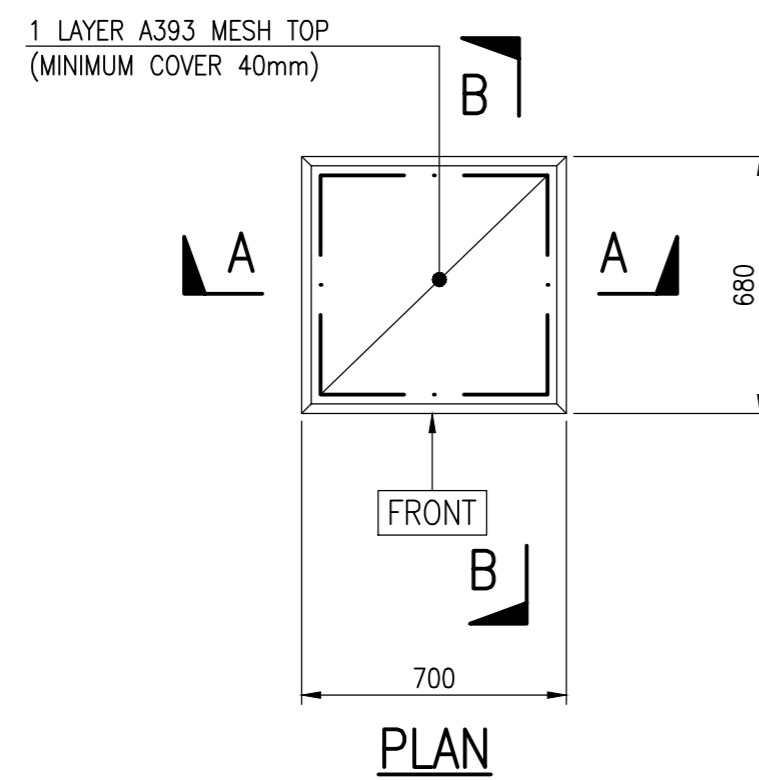 1 LAYER A393 MESH TOP
(MINIMUM COVER 40mm)
B
A
A
680
FRONT
B
700
PLAN